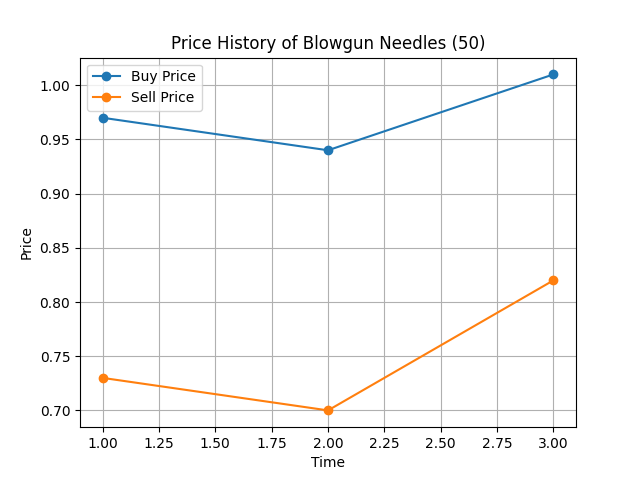 Price History of Blowgun Needles (50)
Buy Price
Sell Price
1.00
0.95
0.90
0.85
0.80
0.75
0.70
Price
1.00 1.25 1.50 1.75 2.00 2.25 2.50 2.75 3.00
Time